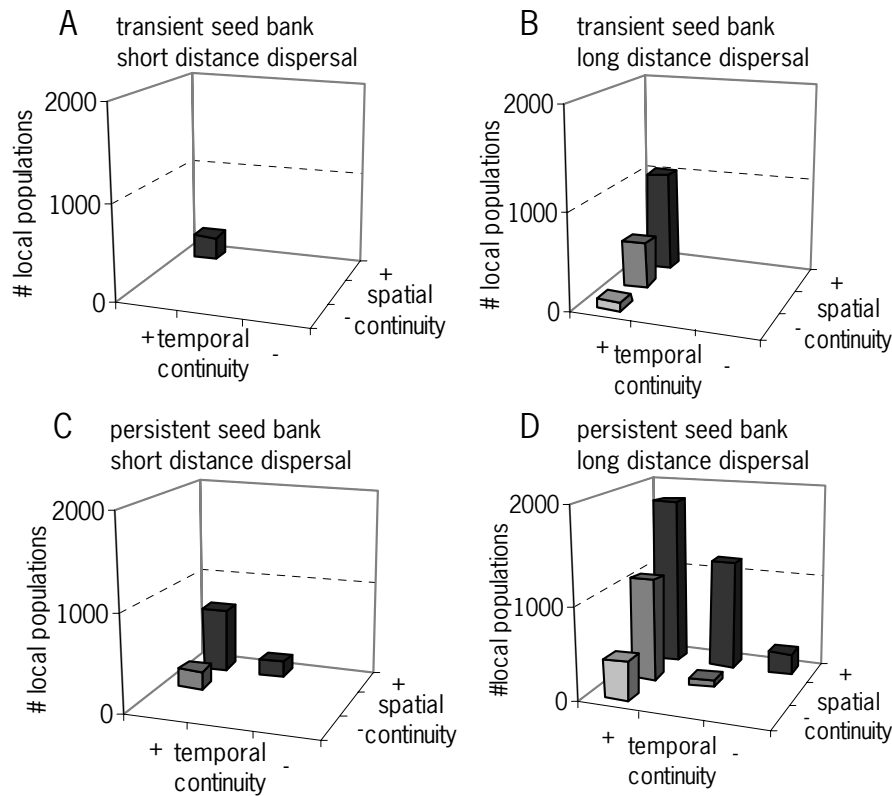 A
transient seed bank
short distance dispersal
# local populations
2000
1000
0
+ temporal
continuity -
+
spatial
-continuity
B
transient seed bank
long distance dispersal
# local populations
2000
1000
0
+
temporal -
continuity
+
spatial
-continuity
C
persistent seed bank
short distance dispersal
# local populations
2000
1000
0
+ temporal -
continuity
+
spatial
-continuity
D
persistent seed bank
long distance dispersal
#local populations
2000
1000
0
+
temporal -
continuity
+
- spatial
continuity